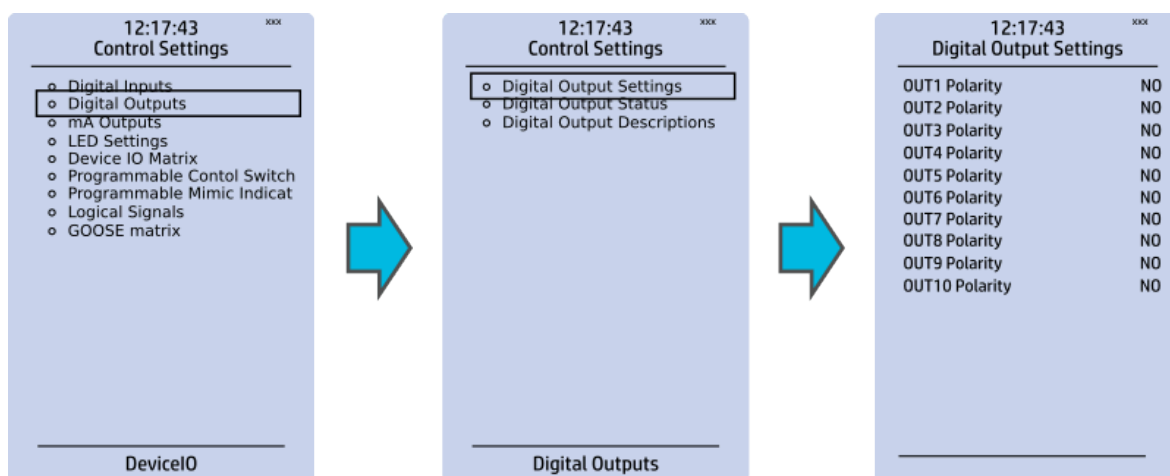 12:17:43 xxx
Control Settings
Digital Inputs
Digital Outputs
mA Outputs
LED Settings
Device IO Matrix
Programmable Contol Switch
Programmable Mimic Indicat
Logical Signals
GOOSE matrix
DeviceIO
12:17:43 xxx
Control Settings
Digital Output Settings
Digital Output Status
Digital Output Descriptions
Digital Outputs
12:17:43 xxx
Digital Output Settings
OUT1 Polarity NO
OUT2 Polarity NO
OUT3 Polarity NO
OUT4 Polarity NO
OUT5 Polarity NO
OUT6 Polarity NO
OUT7 Polarity NO
OUT8 Polarity NO
OUT9 Polarity NO
OUT10 Polarity NO